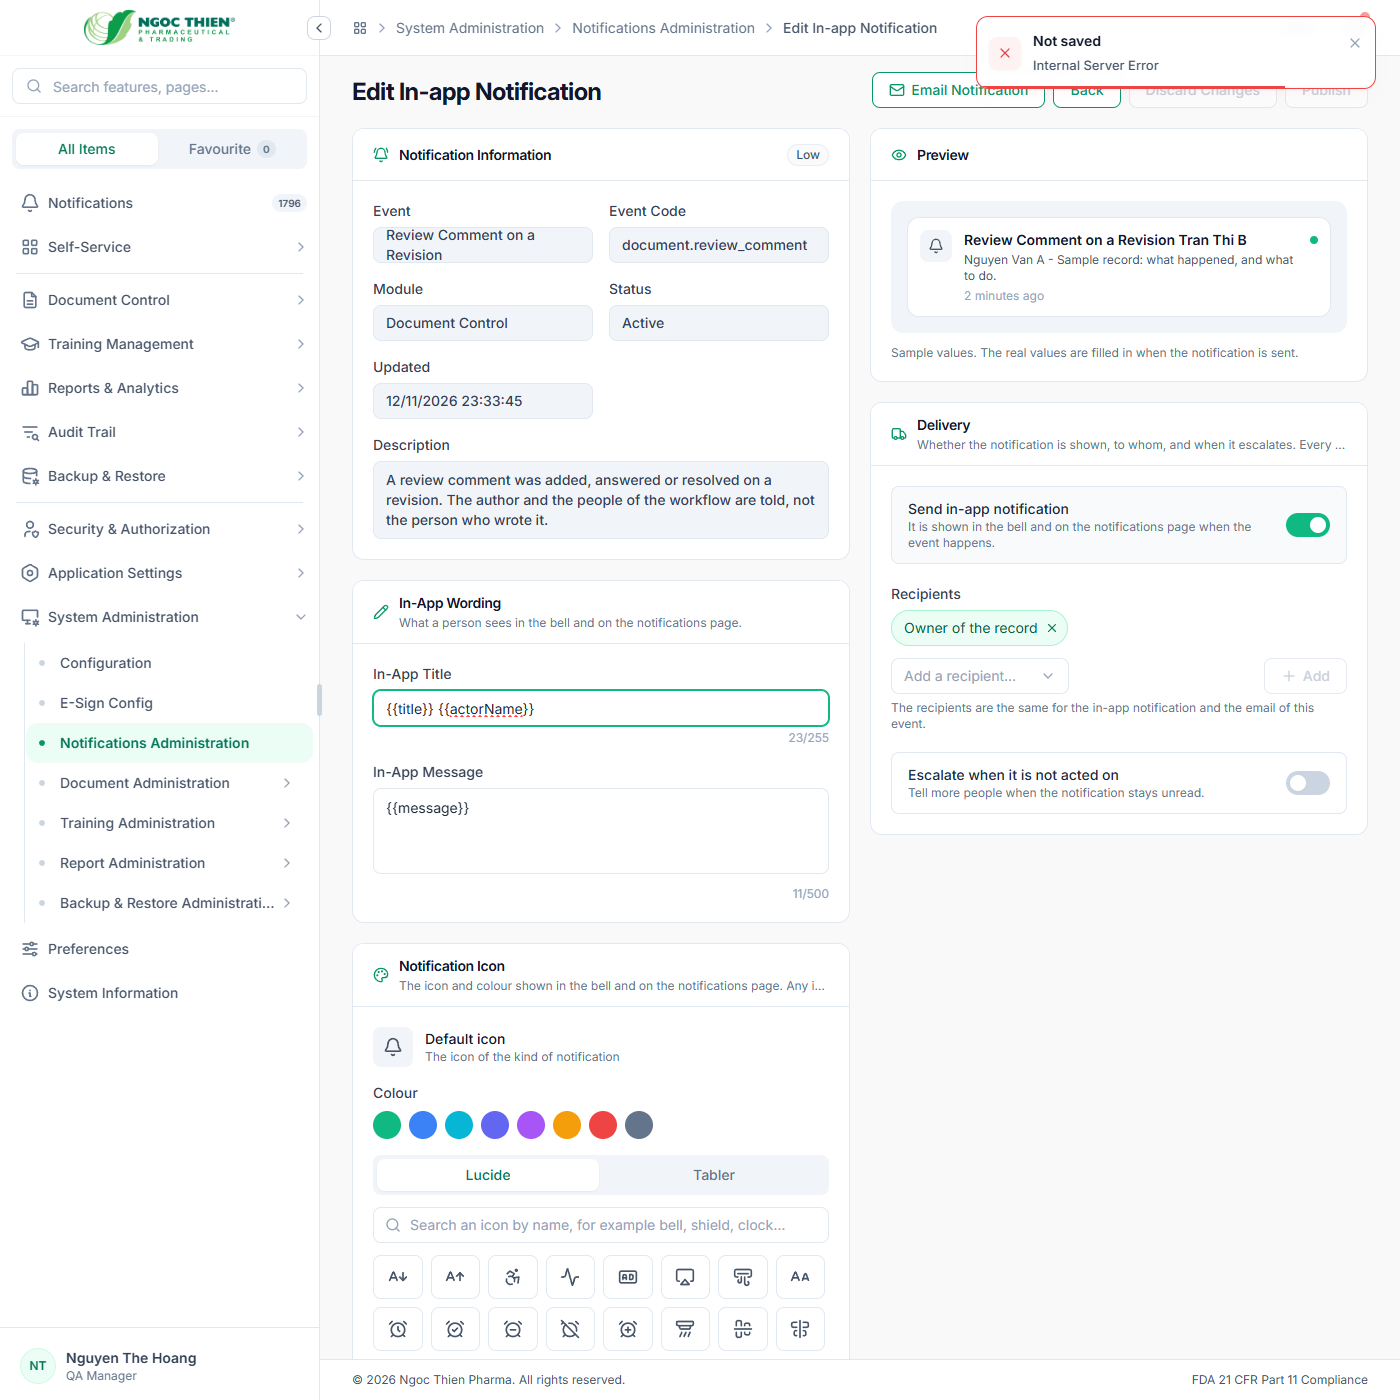 NGOC THIEN®
PHARMACEUTICAL
& TRADING
Search features, pages...
All Items
Favourite 0
Notifications 1796
Self-Service
Document Control
Training Management
Reports & Analytics
Audit Trail
Backup & Restore
Security & Authorization
Application Settings
System Administration
Configuration
E-Sign Config
Notifications Administration
Document Administration
Training Administration
Report Administration
Backup & Restore Administrati...
Preferences
System Information
NT
Nguyen The Hoang
QA Manager
System Administration
Notifications Administration
Edit In-app Notification
Not saved
Internal Server Error
Edit In-app Notification
Email Notification
Back
Discard Changes
Publish
Notification Information
Low
Event
Review Comment on a
Revision
Event Code
document.review_comment
Module
Document Control
Status
Active
Updated
12/11/2026 23:33:45
Description
A review comment was added, answered or resolved on a
revision. The author and the people of the workflow are told, not
the person who wrote it.
In-App Wording
What a person sees in the bell and on the notifications page.
In-App Title
{{title}} {{actorName}}
23/255
In-App Message
{{message}}
11/500
Notification Icon
The icon and colour shown in the bell and on the notifications page. Any i...
Default icon
The icon of the kind of notification
Colour
Lucide
Tabler
Search an icon by name, for example bell, shield, clock...
Preview
Review Comment on a Revision Tran Thi B
Nguyen Van A - Sample record: what happened, and what
to do.
2 minutes ago
Sample values. The real values are filled in when the notification is sent.
Delivery
Whether the notification is shown, to whom, and when it escalates. Every ...
Send in-app notification
It is shown in the bell and on the notifications page when the
event happens.
Recipients
Owner of the record
Add a recipient...
Add
The recipients are the same for the in-app notification and the email of this
event.
Escalate when it is not acted on
Tell more people when the notification stays unread.
© 2026 Ngoc Thien Pharma. All rights reserved.
FDA 21 CFR Part 11 Compliance